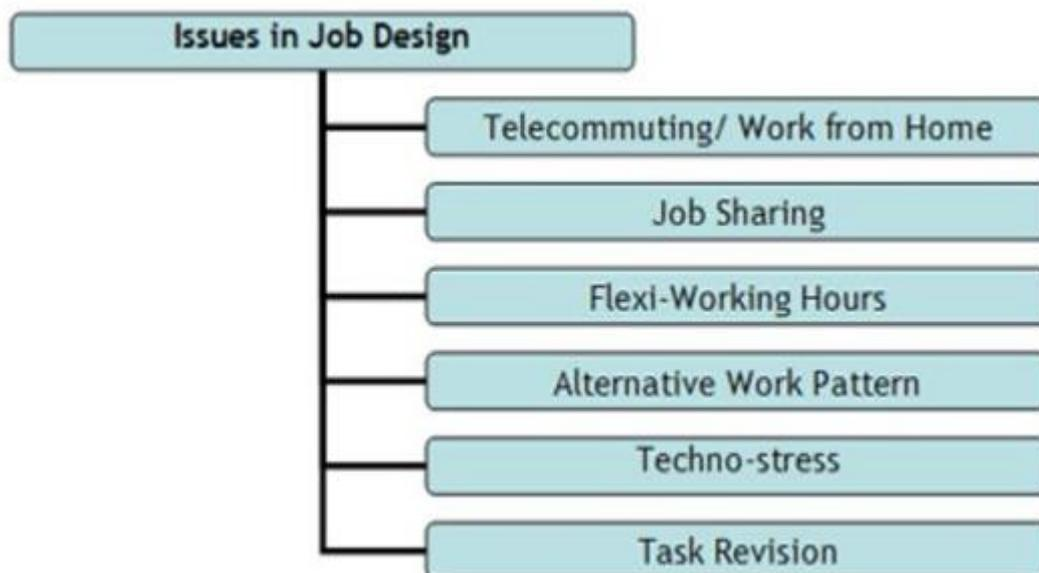 Issues in Job Design
Telecommuting/ Work from Home
Job Sharing
Flexi-Working Hours
Alternative Work Pattern
Techno-stress
Task Revision